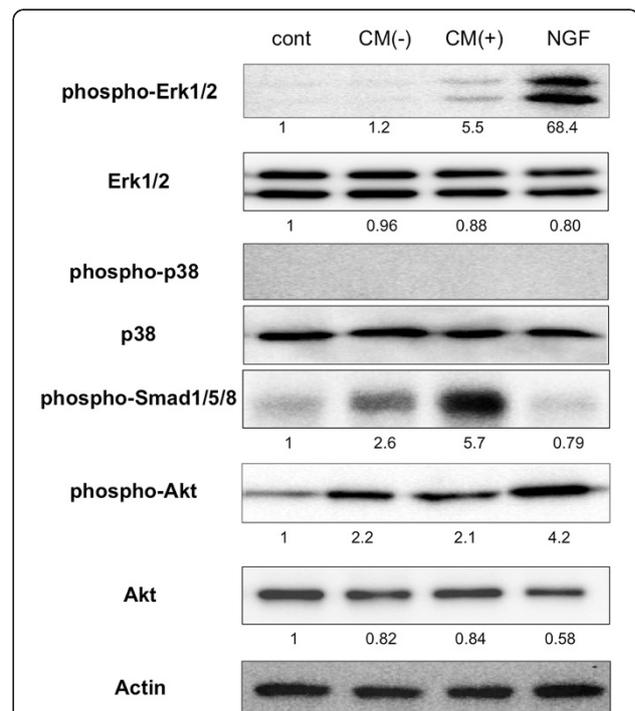 cont CM(-) CM(+) NGF
phospho-Erk1/2
1 1.2 5.5 68.4
Erk1/2
1 0.96 0.88 0.80
phospho-p38
p38
phospho-Smad1/5/8
1 2.6 5.7 0.79
phospho-Akt
1 2.2 2.1 4.2
Akt
1 0.82 0.84 0.58
Actin